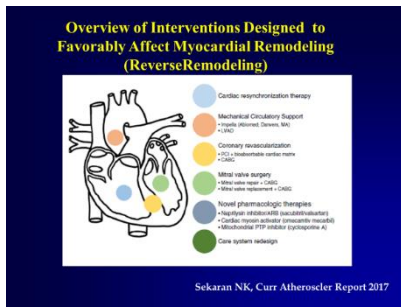 Overview of Interventions Designed to
Favorably Affect Myocardial Remodeling
(ReverseRemodeling)
Cardiac resynchronization therapy
Mechanical Circulatory Support
• Impella (Abiomed, Danvers, MA)
• LVAD
Coronary revascularization
• PCI + bioabsorbable cardiac matrix
• CABG
Mitral valve surgery
• Mitral valve repair + CABG
• Mitral valve replacement + CABG
Novel pharmacologic therapies
• Neprilysin inhibitor/ARB (sacubitril/valsartan)
• Cardiac myosin activator (omecamtiv mecarbil)
• Mitochondrial PTP inhibitor (cyclosporine A)
Care system redesign
Sekaran NK, Curr Atheroscler Report 2017